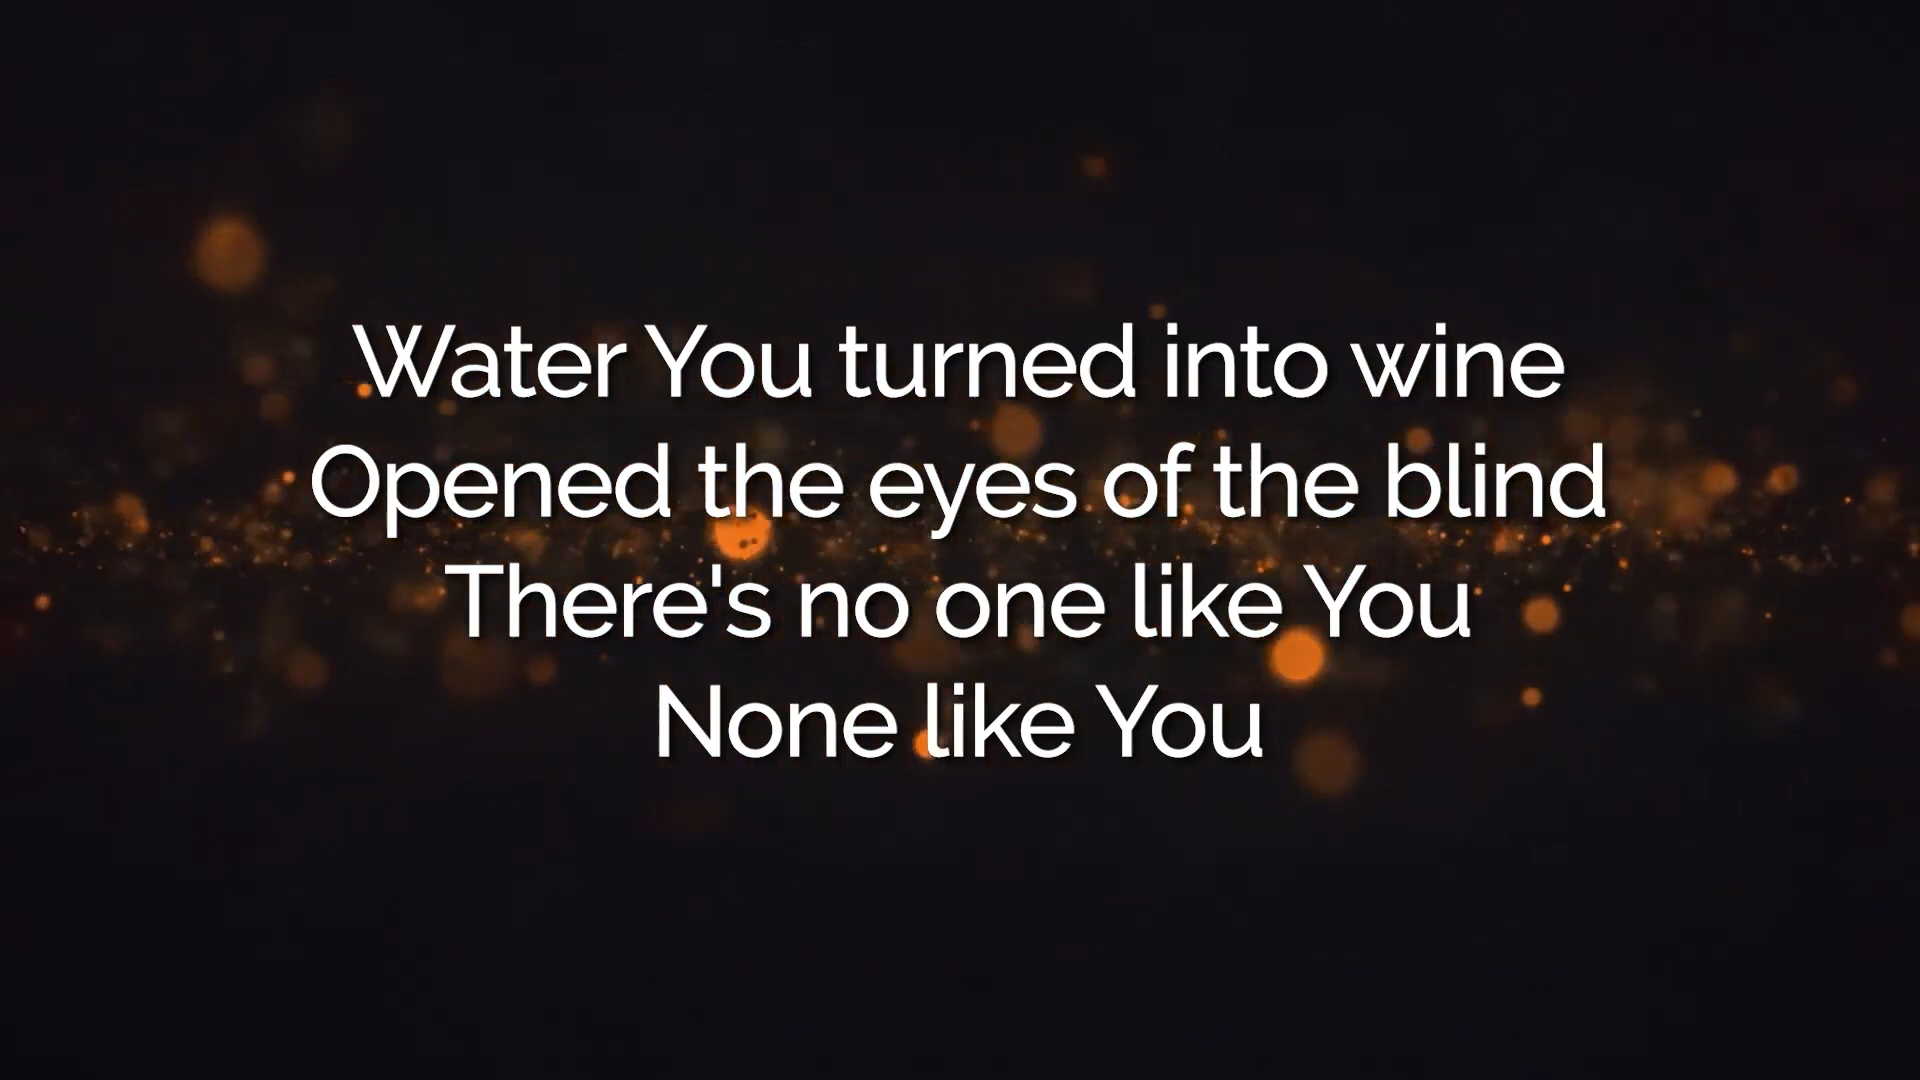 Water You turned into wine
Opened the eyes of the blind
There's no one like You
None like You